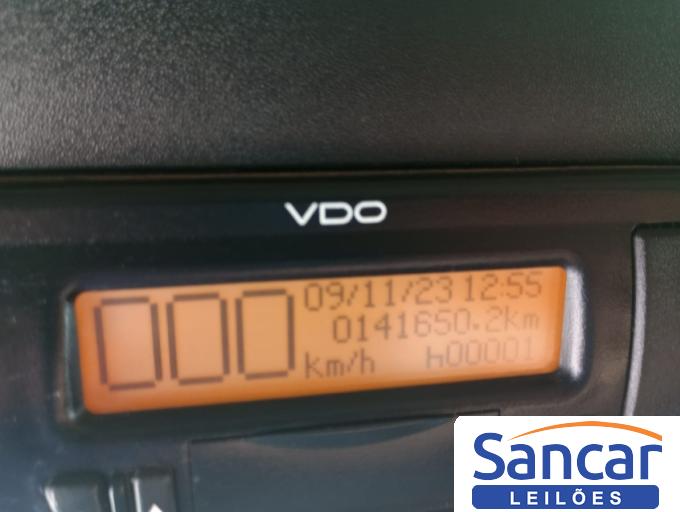 VDO
000
09/11/23 12:55
0141650.2km
km/h h00001
Sancar
LEILÕES